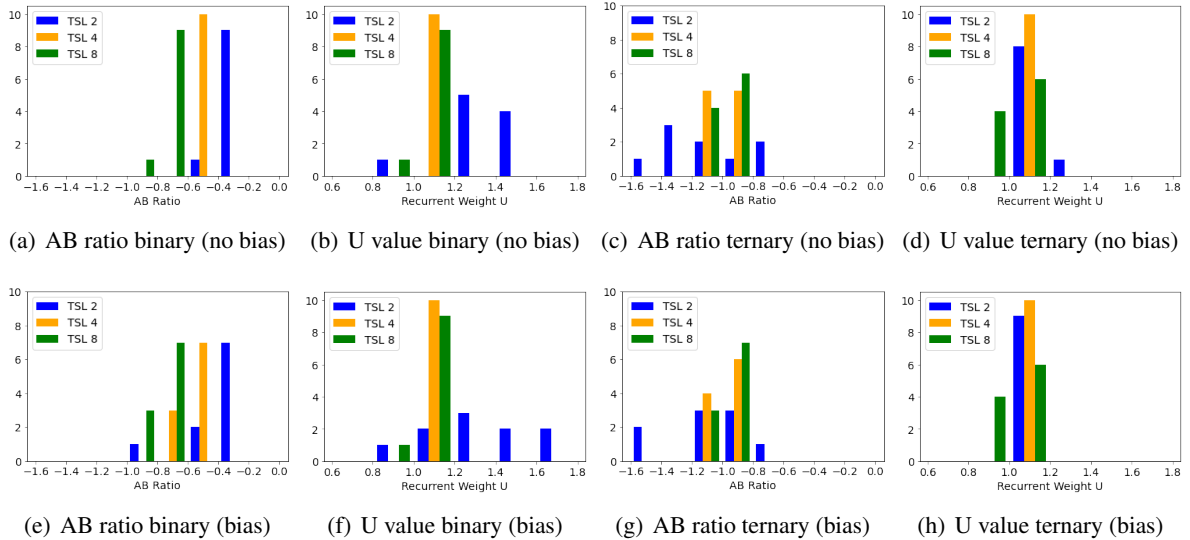 10
8
6
4
2
0
TSL 2
TSL 4
TSL 8
−1.6 −1.4 −1.2 −1.0 −0.8 −0.6 −0.4 −0.2 0.0
AB Ratio
(a) AB ratio binary (no bias)
10
8
6
4
2
0
TSL 2
TSL 4
TSL 8
0.6 0.8 1.0 1.2 1.4 1.6 1.8
Recurrent Weight U
(b) U value binary (no bias)
10
8
6
4
2
0
TSL 2
TSL 4
TSL 8
−1.6 −1.4 −1.2 −1.0 −0.8 −0.6 −0.4 −0.2 0.0
AB Ratio
(c) AB ratio ternary (no bias)
10
8
6
4
2
0
TSL 2
TSL 4
TSL 8
0.6 0.8 1.0 1.2 1.4 1.6 1.8
Recurrent Weight U
(d) U value ternary (no bias)
10
8
6
4
2
0
TSL 2
TSL 4
TSL 8
−1.6 −1.4 −1.2 −1.0 −0.8 −0.6 −0.4 −0.2 0.0
AB Ratio
(e) AB ratio binary (bias)
10
8
6
4
2
0
TSL 2
TSL 4
TSL 8
0.6 0.8 1.0 1.2 1.4 1.6 1.8
Recurrent Weight U
(f) U value binary (bias)
10
8
6
4
2
0
TSL 2
TSL 4
TSL 8
−1.6 −1.4 −1.2 −1.0 −0.8 −0.6 −0.4 −0.2 0.0
AB Ratio
(g) AB ratio ternary (bias)
10
8
6
4
2
0
TSL 2
TSL 4
TSL 8
0.6 0.8 1.0 1.2 1.4 1.6 1.8
Recurrent Weight U
(h) U value ternary (bias)